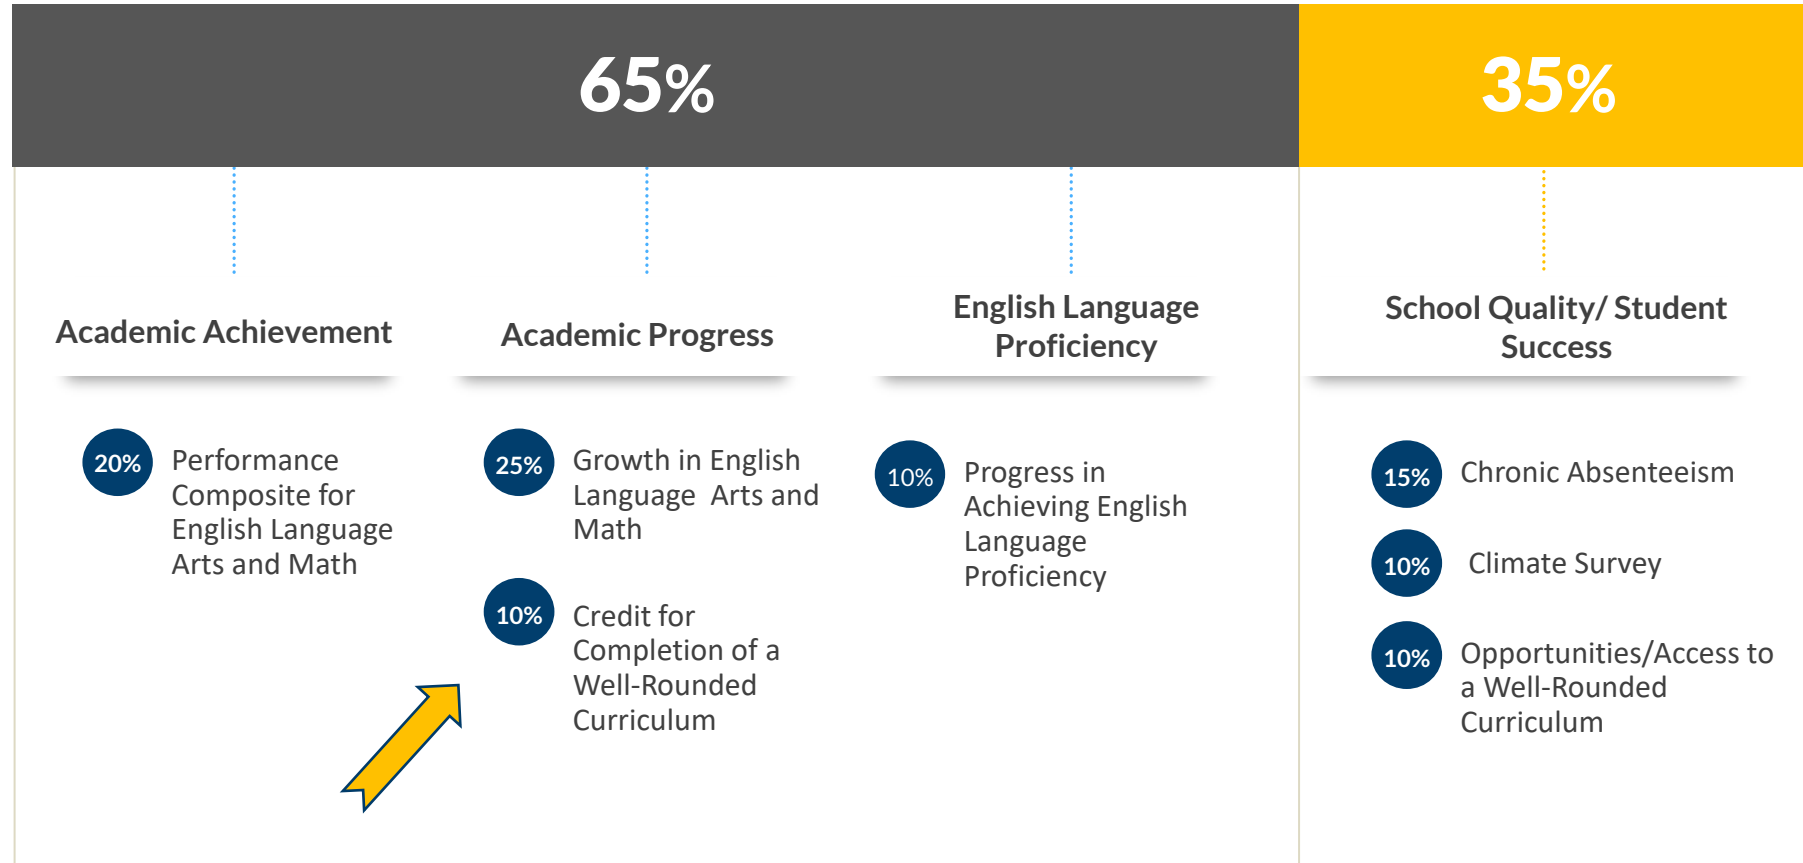 65%
35%
Academic Achievement
20%
Performance
Composite for
English Language
Arts and Math
Academic Progress
25%
Growth in English
Language Arts and
Math
10%
Credit for
Completion of a
Well-Rounded
Curriculum
English Language
Proficiency
10%
Progress in
Achieving English
Language
Proficiency
School Quality/ Student
Success
15%
Chronic Absenteeism
10%
Climate Survey
10%
Opportunities/Access to
a Well-Rounded
Curriculum